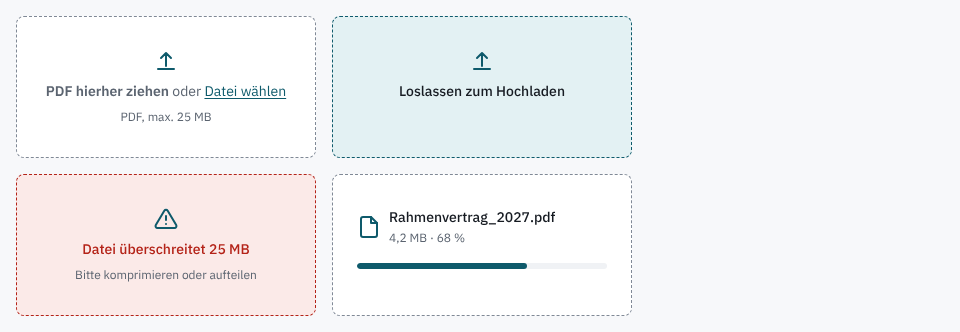 PDF hierher ziehen oder Datei wählen
PDF, max. 25 MB
Loslassen zum Hochladen
Datei überschreitet 25 MB
Bitte komprimieren oder aufteilen
Rahmenvertrag_2027.pdf
4,2 MB · 68 %